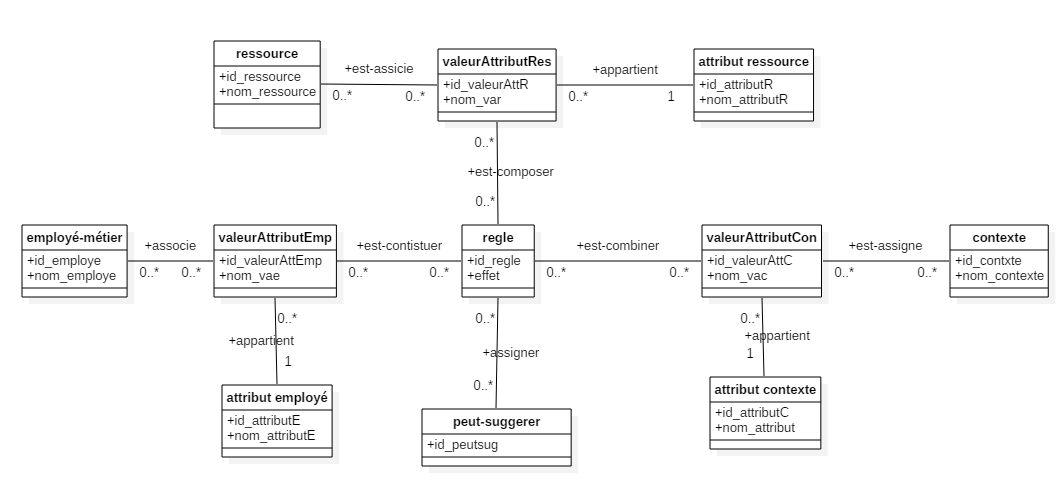 ressource
+id_ressource
+nom_ressource
+est-assicie
0..*
0..*
valeurAttributRes
+id_valeurAttR
+nom_var
+appartient
0..*
1
attribut ressource
+id_attributR
+nom_attributR
0..*
+est-composer
0..*
employé-métier
+id_employe
+nom_employe
+associe
0..*
0..*
valeurAttributEmp
+id_valeurAttEmp
+nom_vae
+est-contistuer
0..*
0..*
regle
+id_regle
+effet
+est-combiner
0..*
0..*
valeurAttributCon
+id_valeurAttC
+nom_vac
+est-assigne
0..*
0..*
contexte
+id_contxte
+nom_contexte
0..*
+appartient
1
0..*
+assigner
0..*
0..*
+appartient
1
attribut employé
+id_attributE
+nom_attributE
peut-suggerer
+id_peutsug
attribut contexte
+id_attributC
+nom_attribut